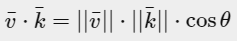 v̄ · k̄ = ||v̄|| · ||k̄|| · cos θ